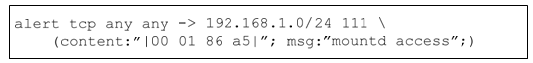 alert tcp any any -> 192.168.1.0/24 111 \
(content:"|00 01 86 a5|"; msg:"mountd access";)